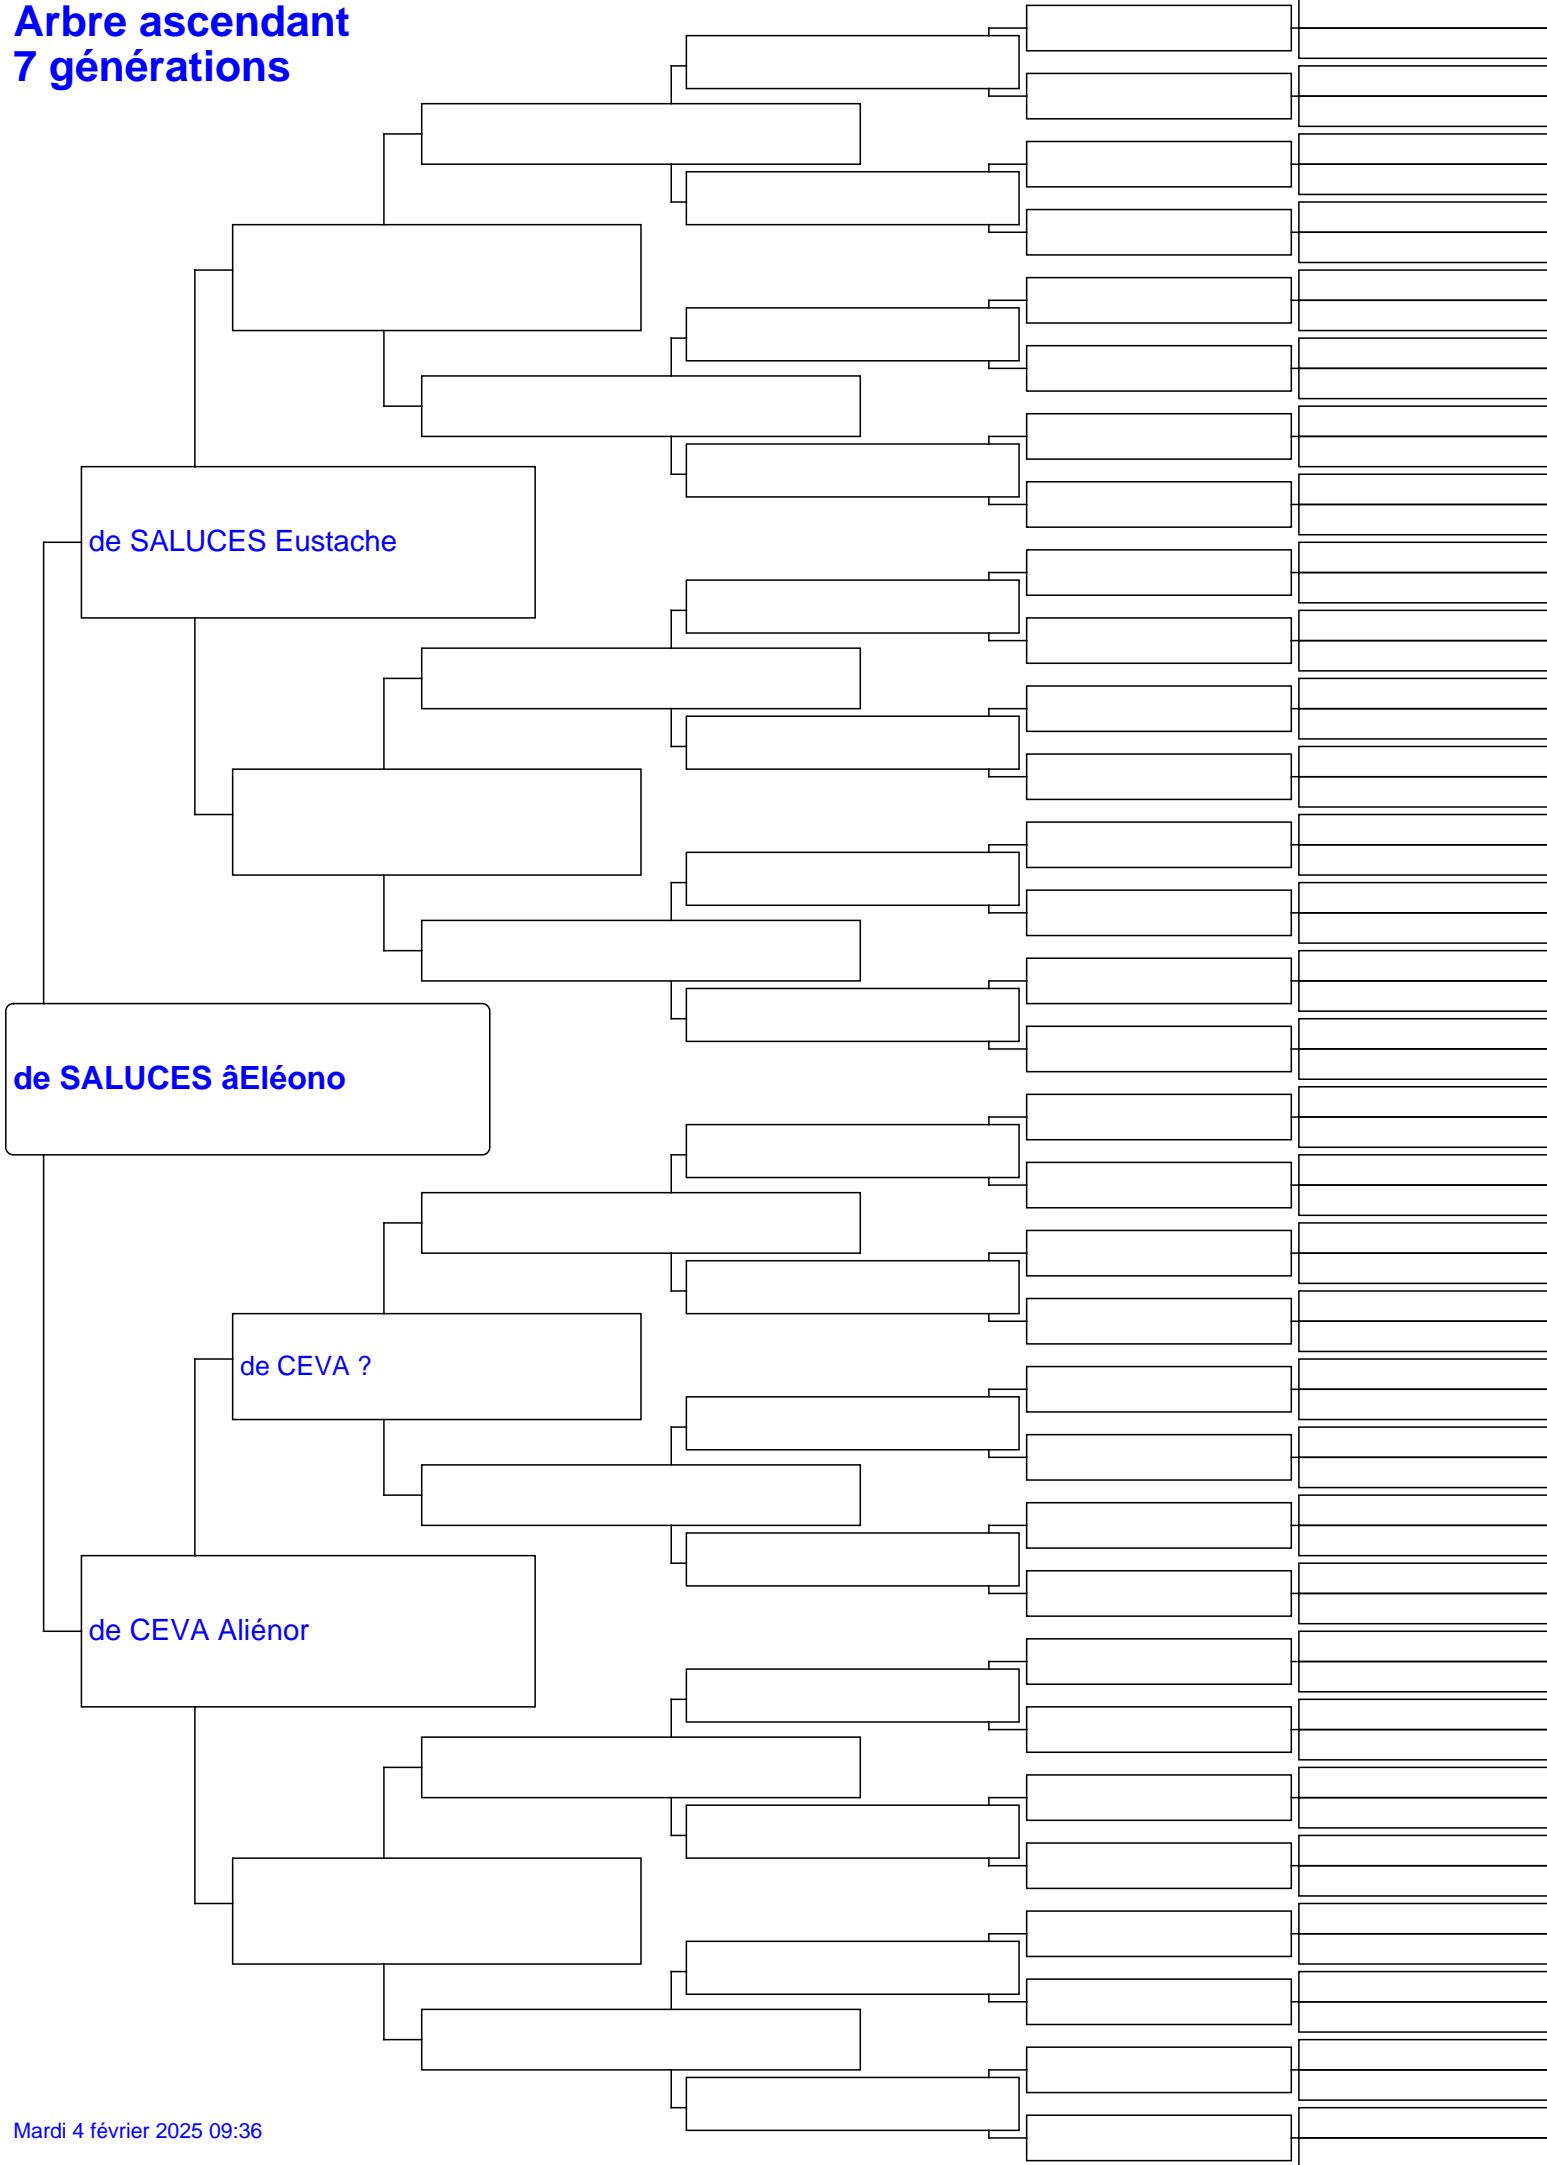 Arbre ascendant
7 générations
de SALUCES Eustache
de SALUCES âEléono
de CEVA ?
de CEVA Aliénor
Mardi 4 février 2025 09:36